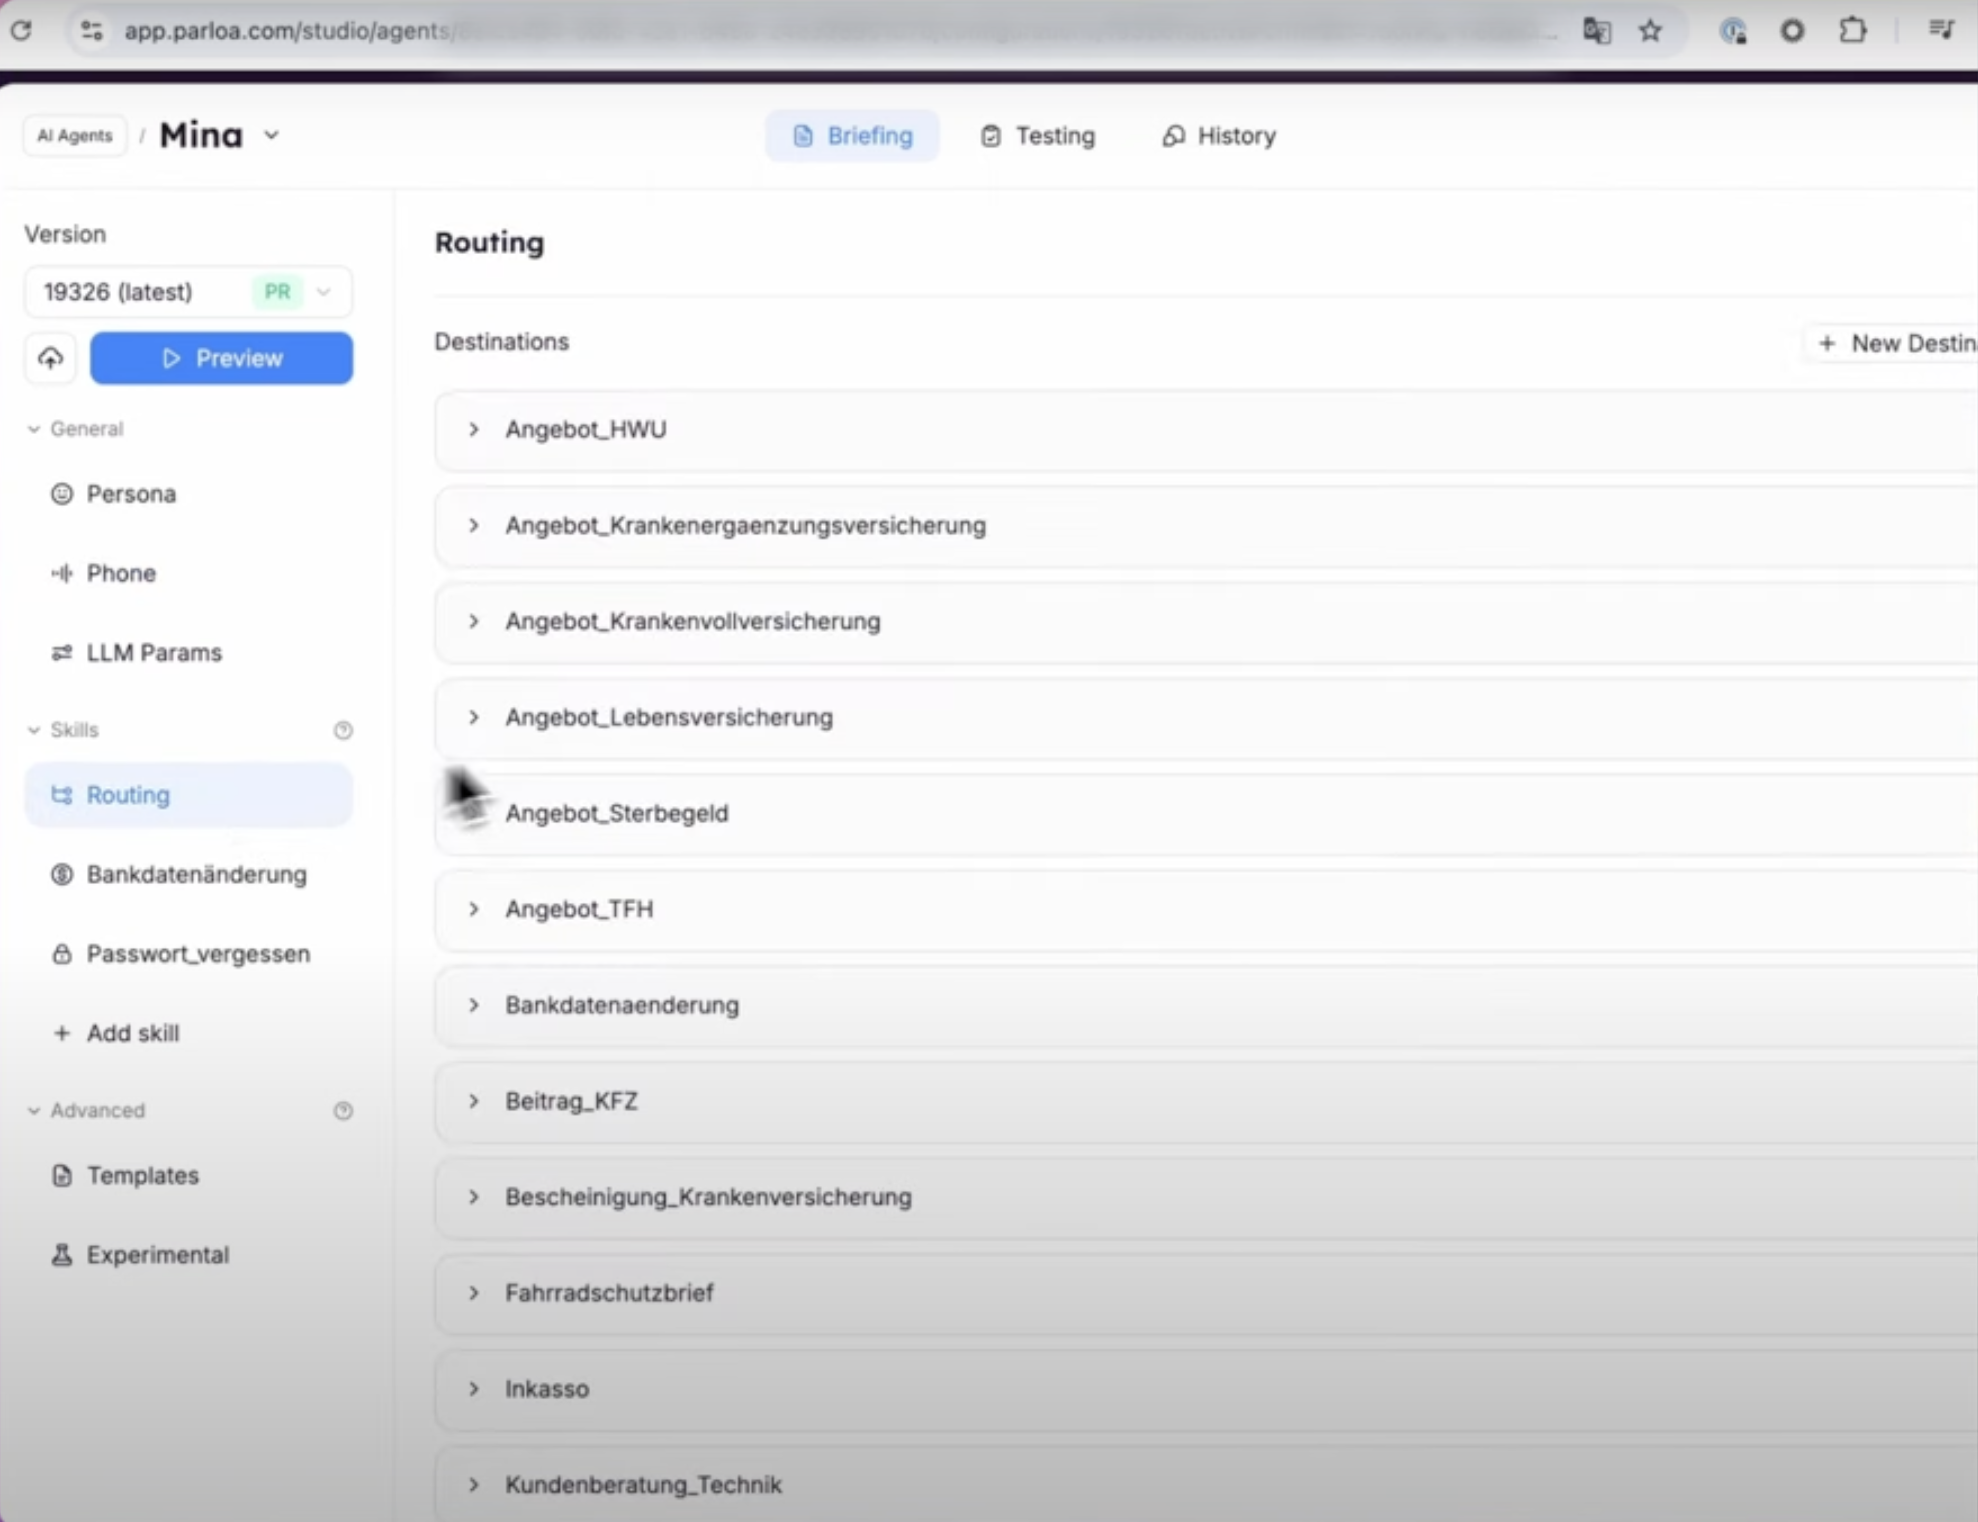 app.parloa.com/studio/agents/
AI Agents / Mina
Briefing
Testing
History
Version
19326 (latest) PR
Preview
General
Persona
Phone
LLM Params
Skills
Routing
Bankdatenänderung
Passwort_vergessen
+ Add skill
Advanced
Templates
Experimental
Routing
Destinations
+ New Destin
Angebot_HWU
Angebot_Krankenergaenzungsversicherung
Angebot_Krankenvollversicherung
Angebot_Lebensversicherung
Angebot_Sterbegeld
Angebot_TFH
Bankdatenaenderung
Beitrag_KFZ
Bescheinigung_Krankenversicherung
Fahrradschutzbrief
Inkasso
Kundenberatung_Technik